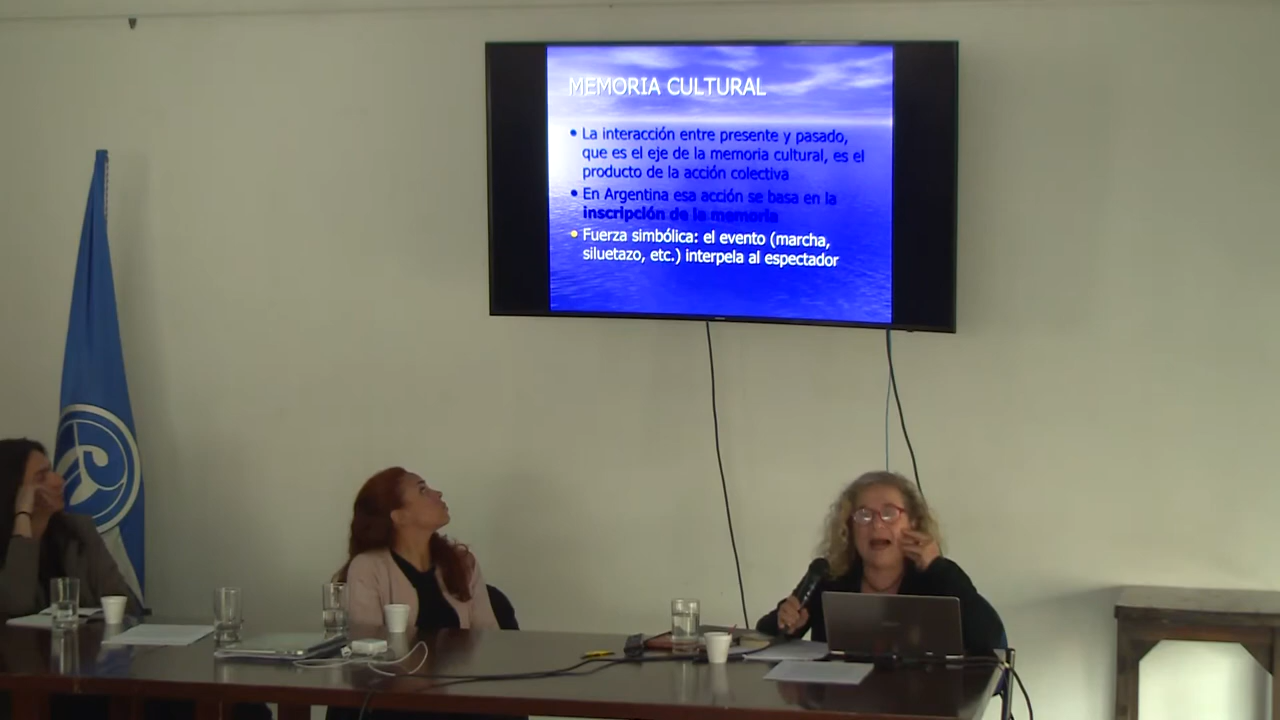 MEMORIA CULTURAL
• La interacción entre presente y pasado,
que es el eje de la memoria cultural, es el
producto de la acción colectiva
• En Argentina esa acción se basa en la
inscripción de la memoria
• Fuerza simbólica: el evento (marcha,
siluetazo, etc.) interpela al espectador